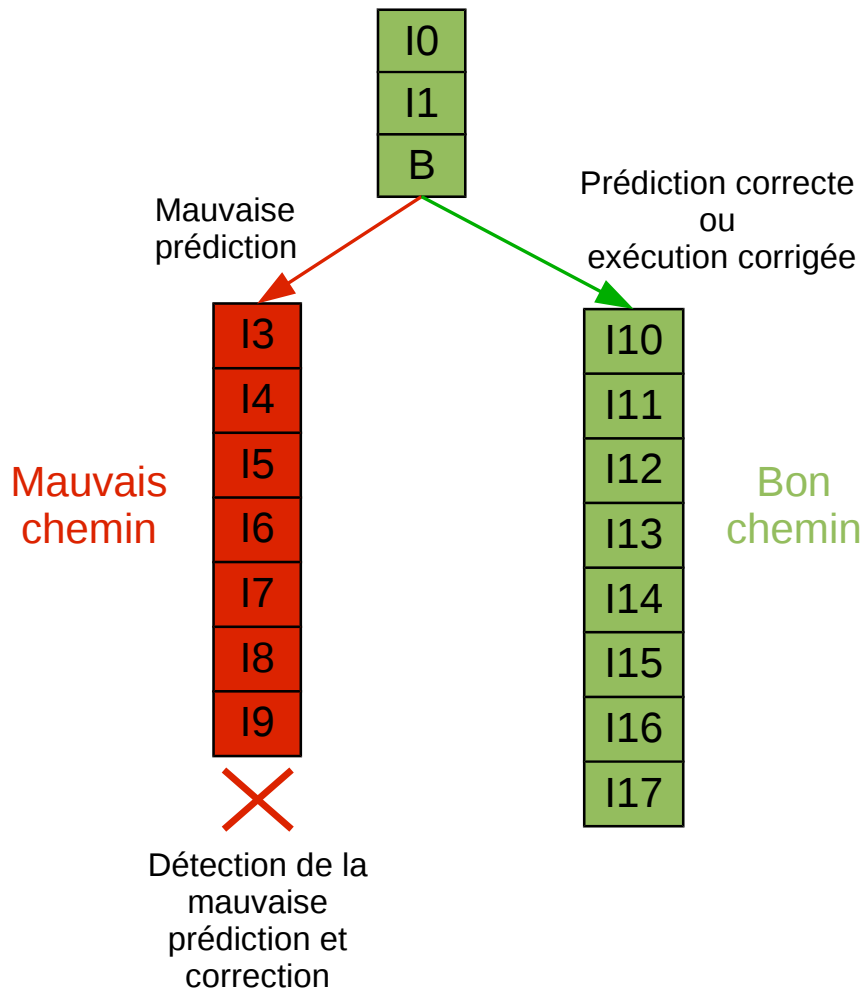 I0
I1
B
Mauvaise
prédiction
Prédiction correcte
ou
exécution corrigée
I3
I4
I5
I6
I7
I8
I9
Mauvais
chemin
I10
I11
I12
I13
I14
I15
I16
I17
Bon
chemin
Détection de la
mauvaise
prédiction et
correction